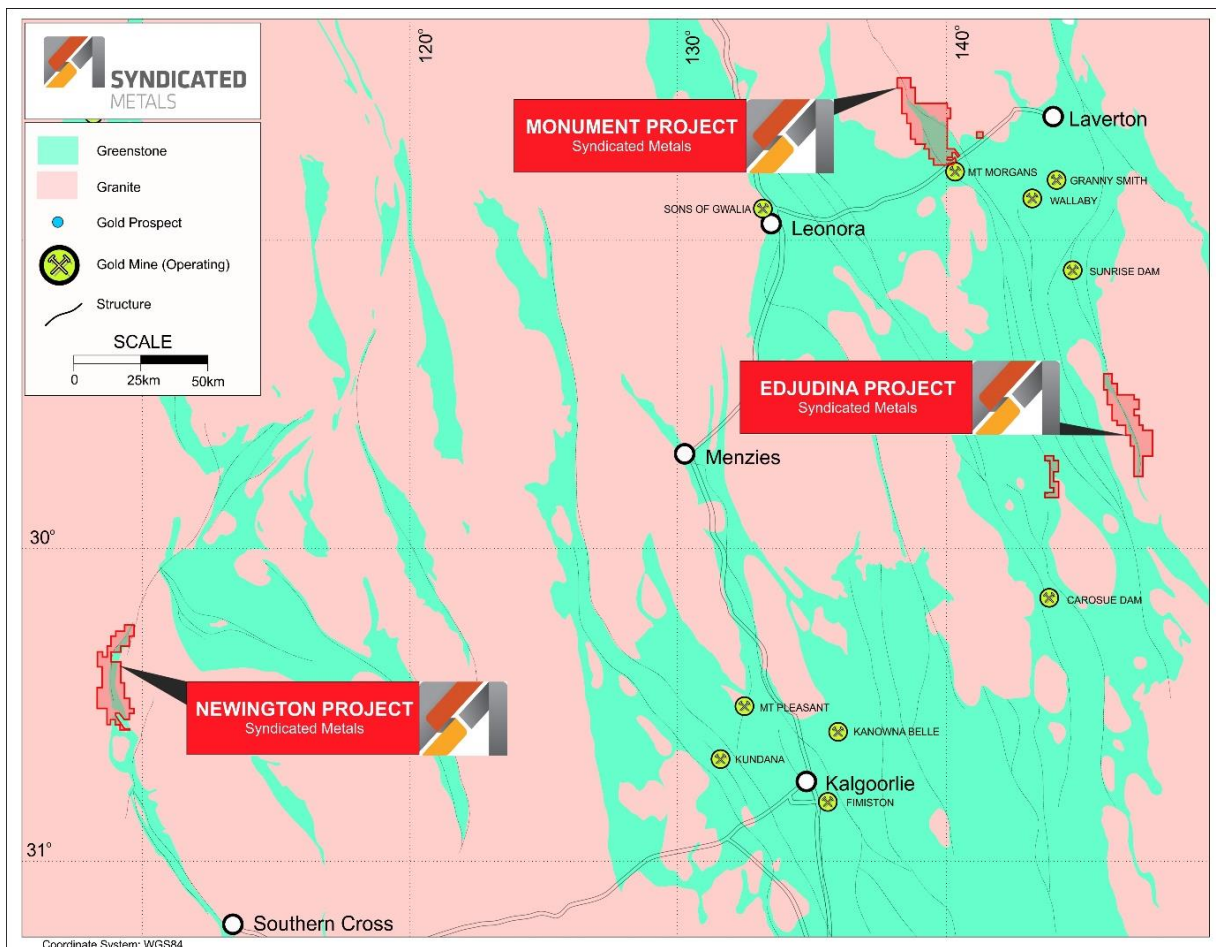 SYNDICATED
METALS
Greenstone
Granite
Gold Prospect
Gold Mine (Operating)
Structure
SCALE
0 25km 50km
120°
130°
140°
MONUMENT PROJECT
Syndicated Metals
Laverton
MT MORGANS
GRANNY SMITH
WALLABY
SONS OF GWALIA
Leonora
SUNRISE DAM
EDJUDINA PROJECT
Syndicated Metals
Menzies
30°
CAROSUE DAM
NEWINGTON PROJECT
Syndicated Metals
MT PLEASANT
KANOWNA BELLE
KUNDANA
Kalgoorlie
FIMISTON
31°
Southern Cross
Coordinate System: WGS84